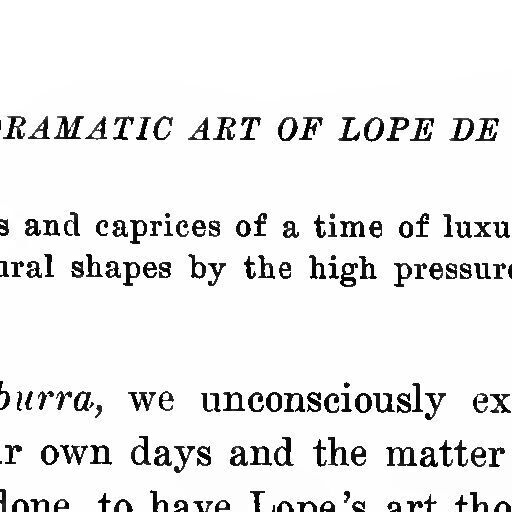 DRAMATIC ART OF LOPE DE
s and caprices of a time of luxu
ural shapes by the high pressure
burra, we unconsciously ex
r own days and the matter
done, to have Lope's art tho